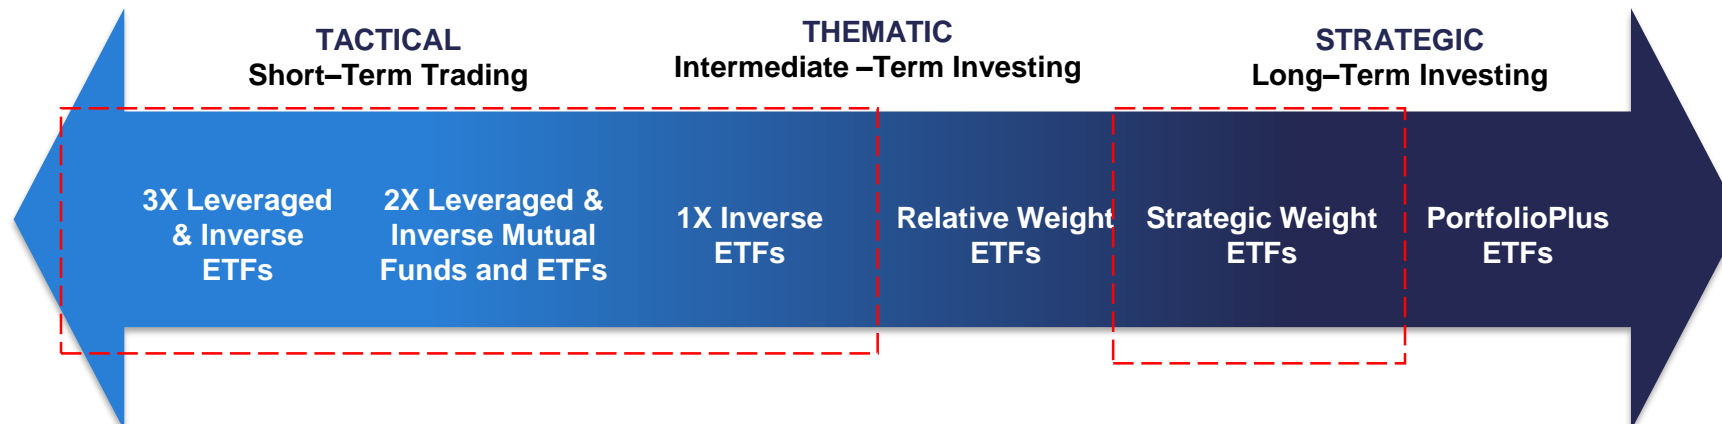 TACTICAL
Short–Term Trading
THEMATIC
Intermediate –Term Investing
STRATEGIC
Long–Term Investing
3X Leveraged
& Inverse
ETFs
2X Leveraged &
Inverse Mutual
Funds and ETFs
1X Inverse
ETFs
Relative Weight
ETFs
Strategic Weight
ETFs
PortfolioPlus
ETFs